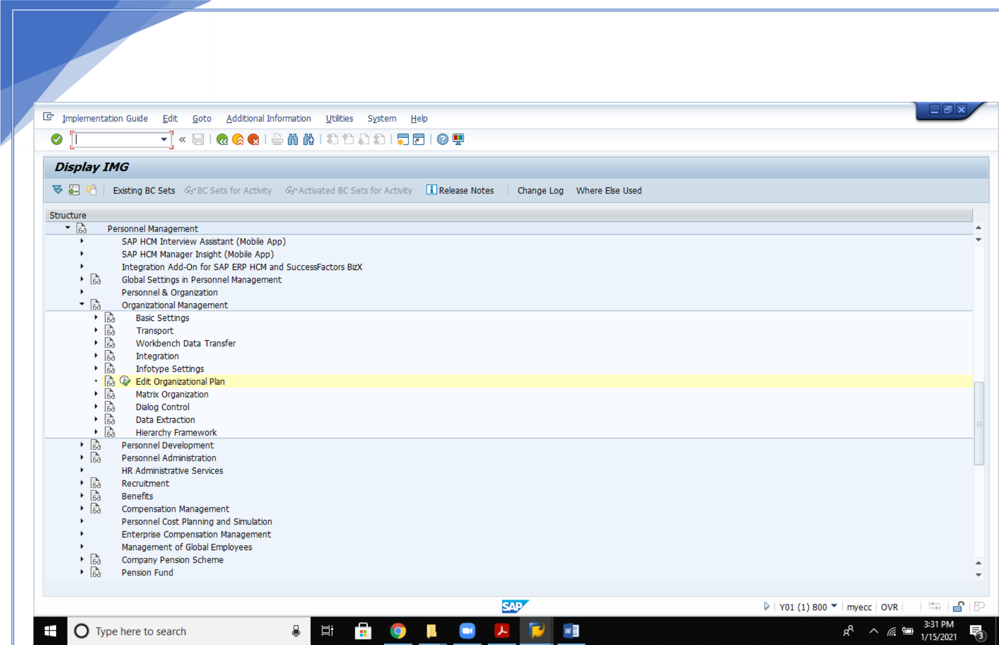 Implementation Guide Edit Goto Additional Information Utilities System Help
Display IMG
Existing BC Sets BC Sets for Activity Activated BC Sets for Activity Release Notes Change Log Where Else Used
Structure
Personnel Management
SAP HCM Interview Assistant (Mobile App)
SAP HCM Manager Insight (Mobile App)
Integration Add-On for SAP ERP HCM and SuccessFactors BizX
Global Settings in Personnel Management
Personnel & Organization
Organizational Management
Basic Settings
Transport
Workbench Data Transfer
Integration
Infotype Settings
Edit Organizational Plan
Matrix Organization
Dialog Control
Data Extraction
Hierarchy Framework
Personnel Development
Personnel Administration
HR Administrative Services
Recruitment
Benefits
Compensation Management
Personnel Cost Planning and Simulation
Enterprise Compensation Management
Management of Global Employees
Company Pension Scheme
Pension Fund
SAP Y01 (1) 800 myecc OVR
Type here to search
3:31 PM
1/15/2021
3